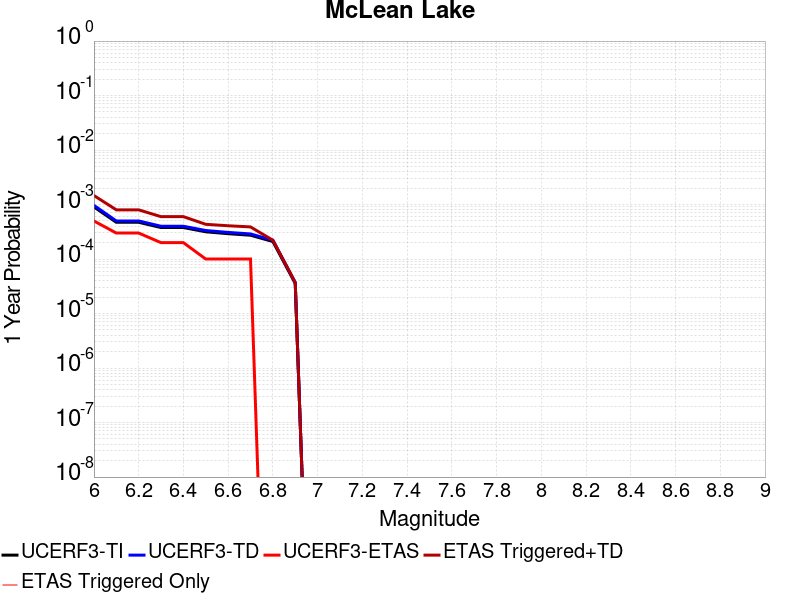 McLean Lake
10^0
10^-1
10^-2
10^-3
10^-4
10^-5
10^-6
10^-7
10^-8
1 Year Probability
6 6.2 6.4 6.6 6.8 7 7.2 7.4 7.6 7.8 8 8.2 8.4 8.6 8.8 9
Magnitude
UCERF3-TI UCERF3-TD UCERF3-ETAS ETAS Triggered+TD
ETAS Triggered Only